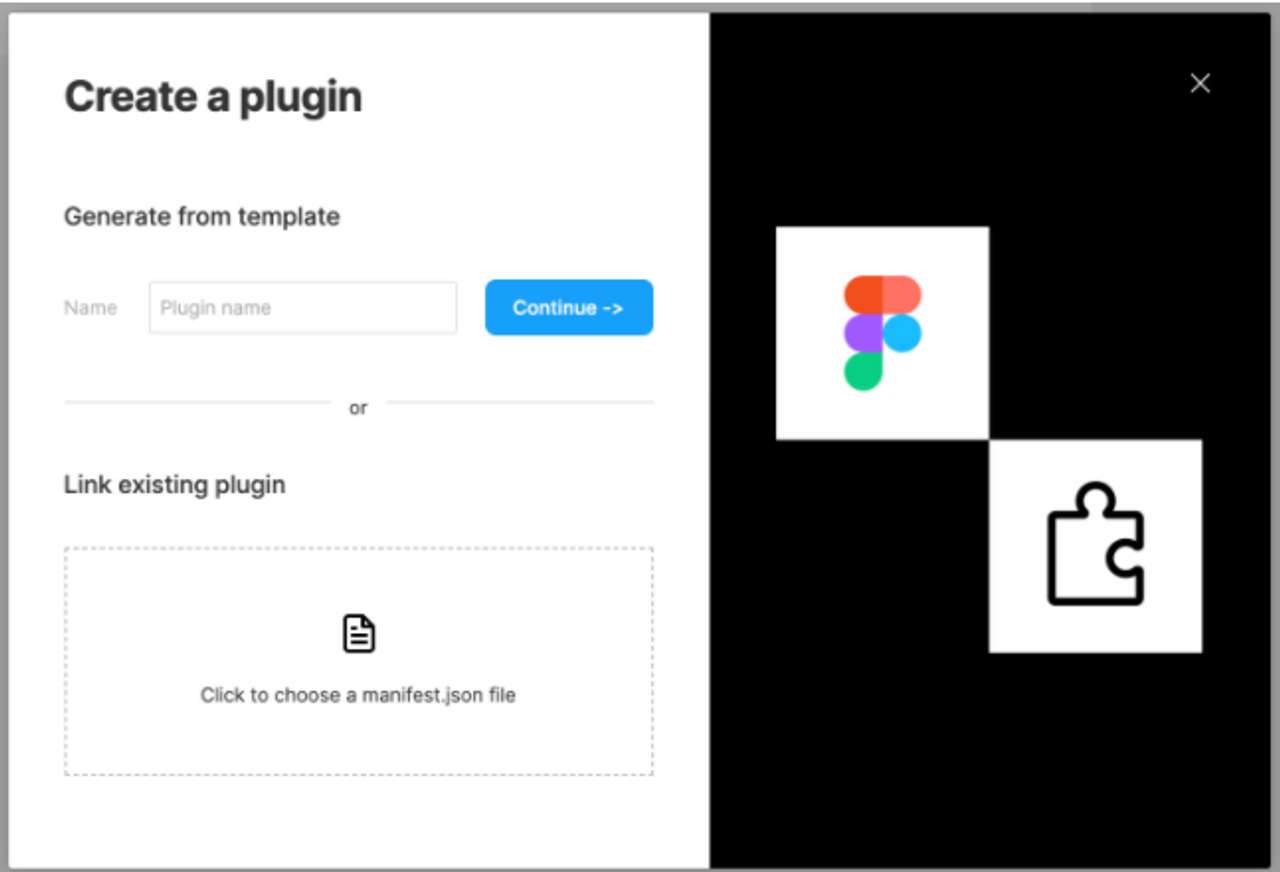 Create a plugin
Generate from template
Name
Plugin name
Continue ->
or
Link existing plugin
Click to choose a manifest.json file